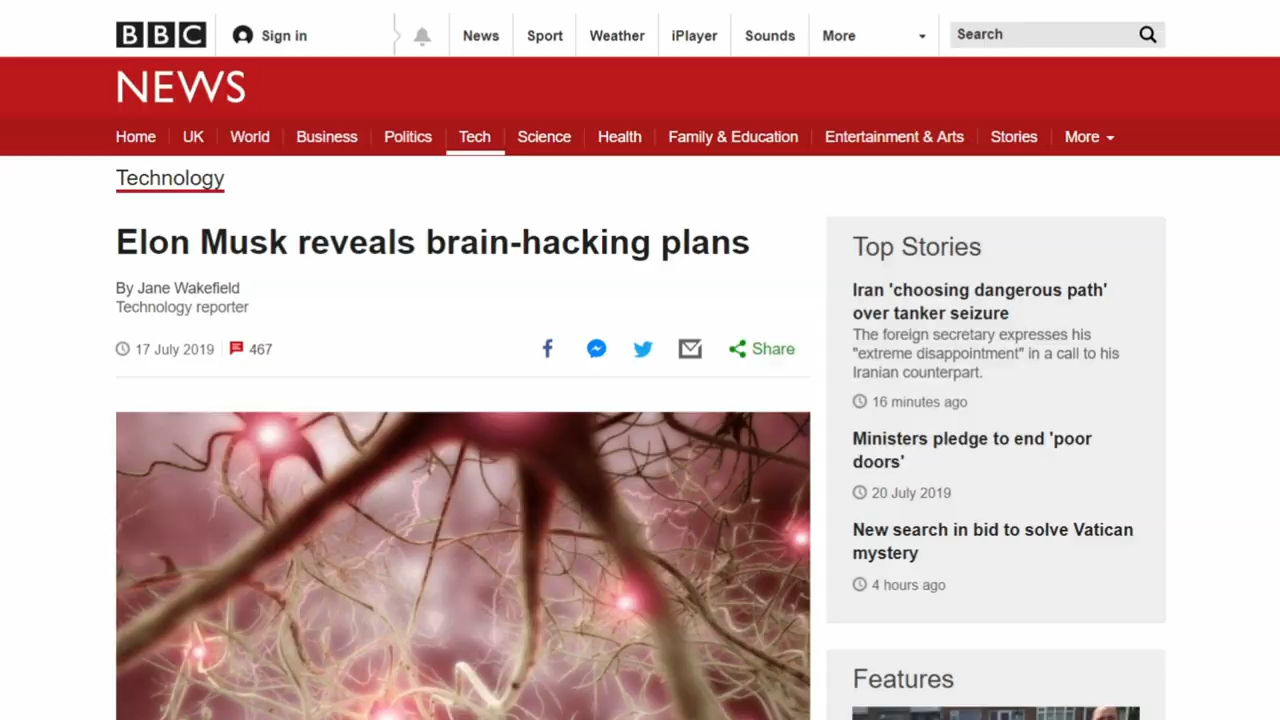 BBC
Sign in
News
Sport
Weather
iPlayer
Sounds
More
Search
NEWS
Home
UK
World
Business
Politics
Tech
Science
Health
Family & Education
Entertainment & Arts
Stories
More
Technology
Elon Musk reveals brain-hacking plans
By Jane Wakefield
Technology reporter
17 July 2019
467
Share
Top Stories
Iran 'choosing dangerous path'
over tanker seizure
The foreign secretary expresses his
"extreme disappointment" in a call to his
Iranian counterpart.
16 minutes ago
Ministers pledge to end 'poor
doors'
20 July 2019
New search in bid to solve Vatican
mystery
4 hours ago
Features